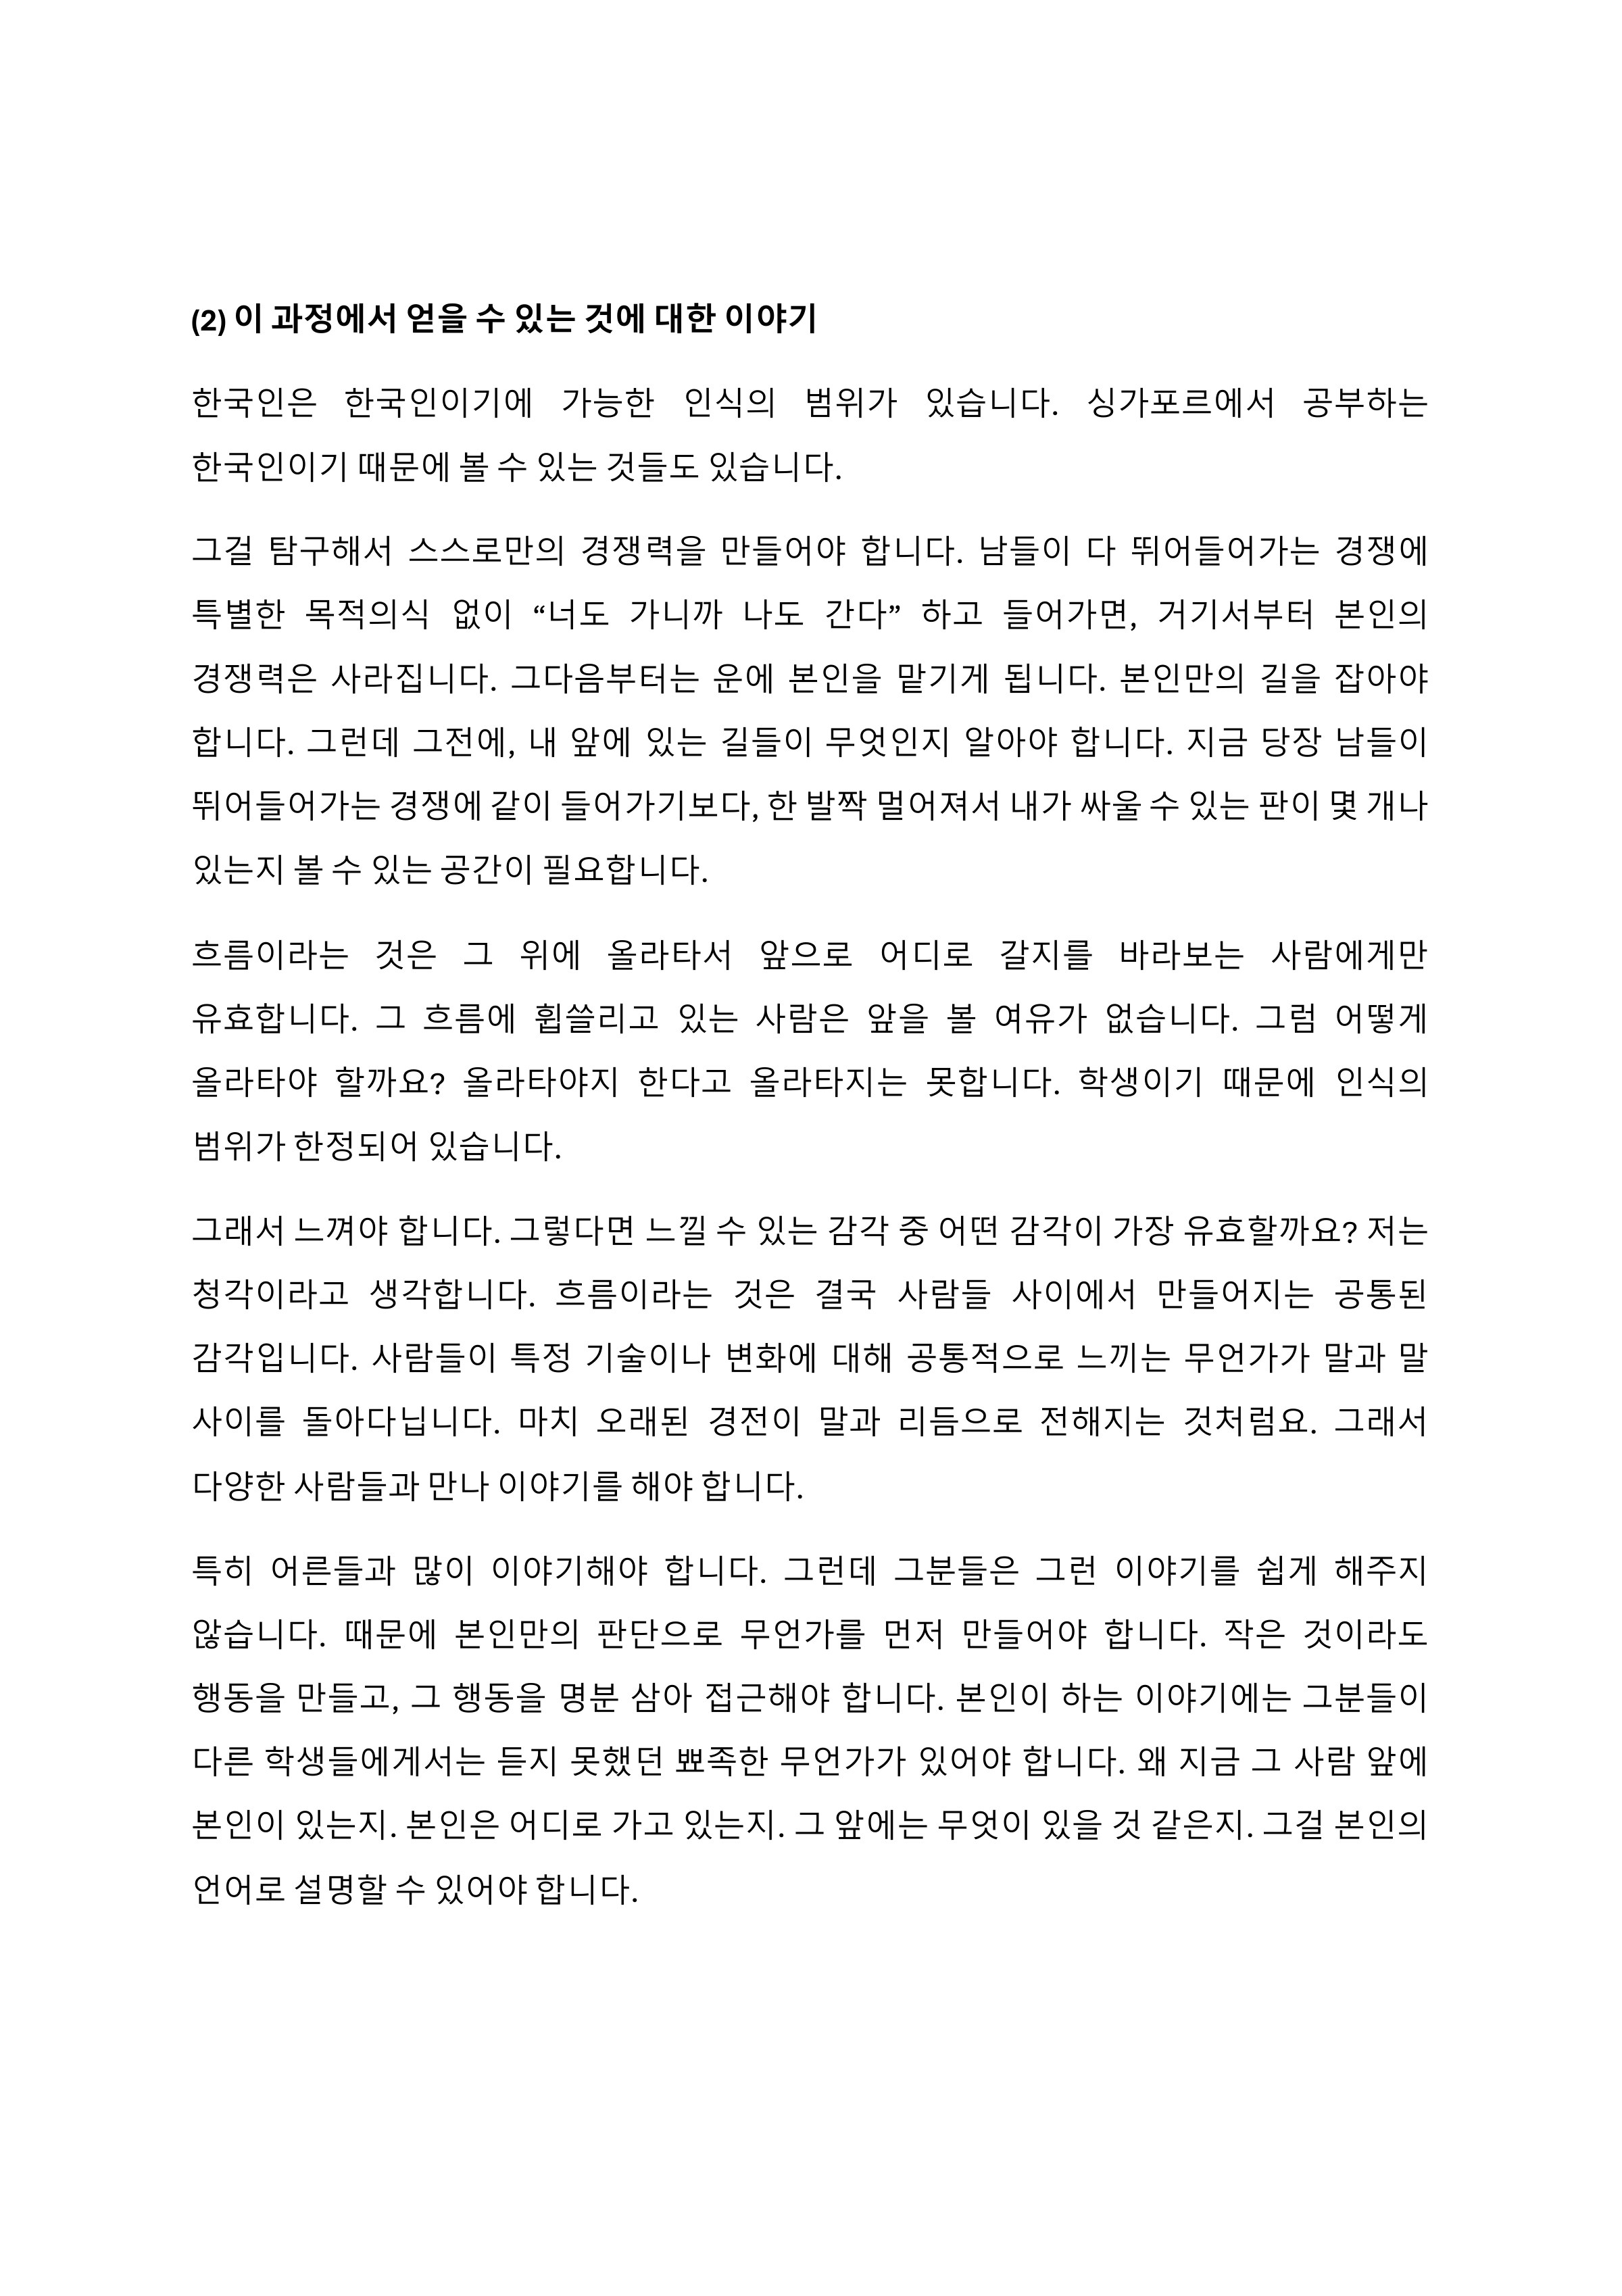 (2) 이 과정에서 얻을 수 있는 것에 대한 이야기
한국인은 한국인이기에 가능한 인식의 범위가 있습니다. 싱가포르에서 공부하는
한국인이기 때문에 볼 수 있는 것들도 있습니다.
그걸 탐구해서 스스로만의 경쟁력을 만들어야 합니다. 남들이 다 뛰어들어가는 경쟁에
특별한 목적의식 없이 “너도 가니까 나도 간다” 하고 들어가면, 거기서부터 본인의
경쟁력은 사라집니다. 그다음부터는 운에 본인을 맡기게 됩니다. 본인만의 길을 잡아야
합니다. 그런데 그전에, 내 앞에 있는 길들이 무엇인지 알아야 합니다. 지금 당장 남들이
뛰어들어가는 경쟁에 같이 들어가기보다, 한 발짝 멀어져서 내가 싸울 수 있는 판이 몇 개나
있는지 볼 수 있는 공간이 필요합니다.
흐름이라는 것은 그 위에 올라타서 앞으로 어디로 갈지를 바라보는 사람에게만
유효합니다. 그 흐름에 휩쓸리고 있는 사람은 앞을 볼 여유가 없습니다. 그럼 어떻게
올라타야 할까요? 올라타야지 한다고 올라타지는 못합니다. 학생이기 때문에 인식의
범위가 한정되어 있습니다.
그래서 느껴야 합니다. 그렇다면 느낄 수 있는 감각 중 어떤 감각이 가장 유효할까요? 저는
청각이라고 생각합니다. 흐름이라는 것은 결국 사람들 사이에서 만들어지는 공통된
감각입니다. 사람들이 특정 기술이나 변화에 대해 공통적으로 느끼는 무언가가 말과 말
사이를 돌아다닙니다. 마치 오래된 경전이 말과 리듬으로 전해지는 것처럼요. 그래서
다양한 사람들과 만나 이야기를 해야 합니다.
특히 어른들과 많이 이야기해야 합니다. 그런데 그분들은 그런 이야기를 쉽게 해주지
않습니다. 때문에 본인만의 판단으로 무언가를 먼저 만들어야 합니다. 작은 것이라도
행동을 만들고, 그 행동을 명분 삼아 접근해야 합니다. 본인이 하는 이야기에는 그분들이
다른 학생들에게서는 듣지 못했던 뾰족한 무언가가 있어야 합니다. 왜 지금 그 사람 앞에
본인이 있는지. 본인은 어디로 가고 있는지. 그 앞에는 무엇이 있을 것 같은지. 그걸 본인의
언어로 설명할 수 있어야 합니다.